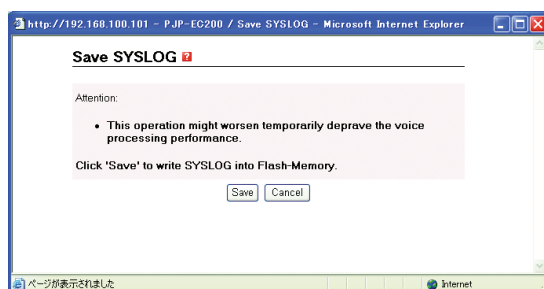 http://192.168.100.101 - PJP-EC200 / Save SYSLOG - Microsoft Internet Explorer
Save SYSLOG ?
Attention:
• This operation might worsen temporarily deprave the voice
processing performance.
Click 'Save' to write SYSLOG into Flash-Memory.
Save Cancel
ページが表示されました Internet